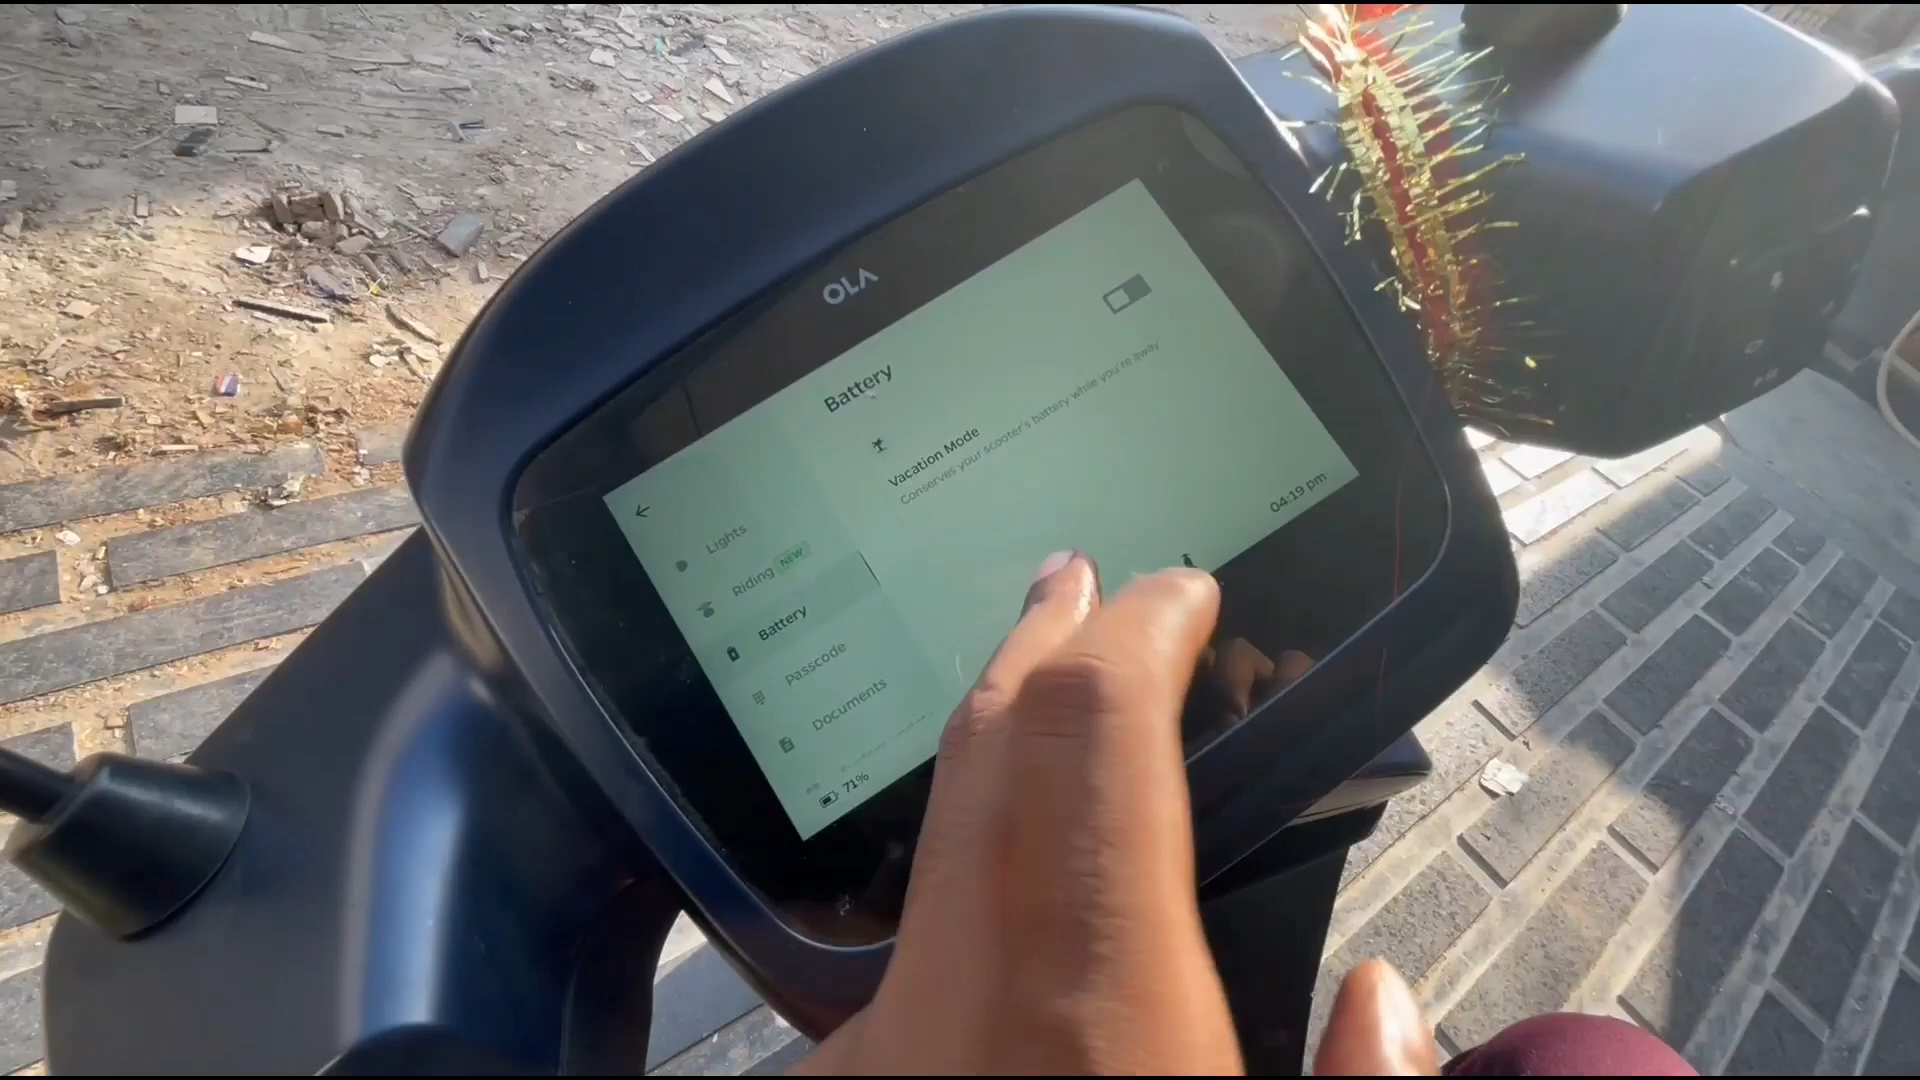 OLA
←
Battery
Lights
Riding NEW
Battery
Passcode
Documents
Vacation Mode
Conserves your scooter's battery while you're away
71%
04:19 pm